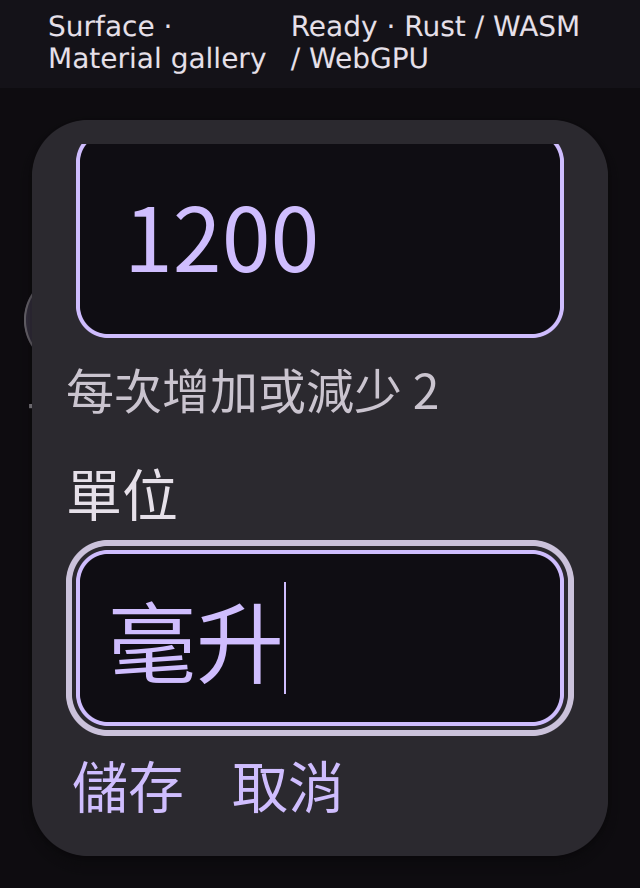 Surface ·
Material gallery
Ready · Rust / WASM
/ WebGPU
1200
每次增加或減少 2
單位
毫升
儲存 取消